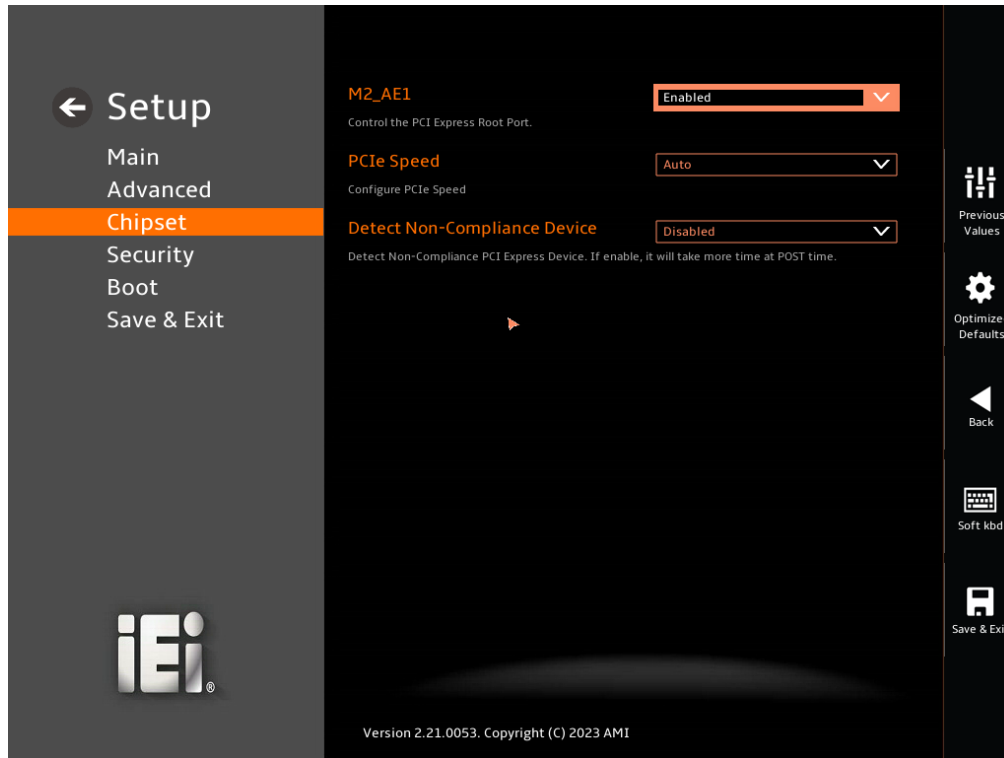 Setup
Main
Advanced
Chipset
Security
Boot
Save & Exit
M2_AE1
Enabled
Control the PCI Express Root Port.
PCIe Speed
Auto
Configure PCIe Speed
Detect Non-Compliance Device
Disabled
Detect Non-Compliance PCI Express Device. If enable, it will take more time at POST time.
Previous
Values
Optimize
Defaults
Back
Soft kbd
Save & Exi
iEi®
Version 2.21.0053. Copyright (C) 2023 AMI